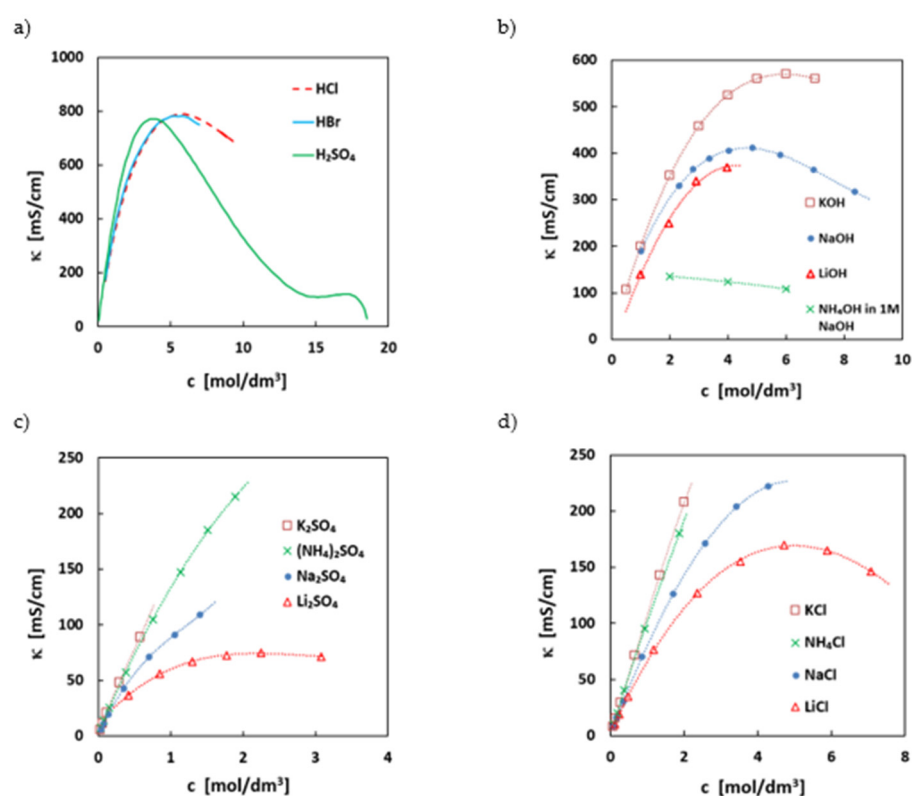 a)
1000
800
600
400
200
0
κ [mS/cm]
HCl
HBr
H₂SO₄
0 5 10 15 20
c [mol/dm³]
b)
600
500
400
300
200
100
0
κ [mS/cm]
KOH
NaOH
LiOH
NH₄OH in 1M
NaOH
0 2 4 6 8 10
c [mol/dm³]
c)
250
200
150
100
50
0
κ [mS/cm]
K₂SO₄
(NH₄)₂SO₄
Na₂SO₄
Li₂SO₄
0 1 2 3 4
c [mol/dm³]
d)
250
200
150
100
50
0
κ [mS/cm]
KCl
NH₄Cl
NaCl
LiCl
0 2 4 6 8
c [mol/dm³]